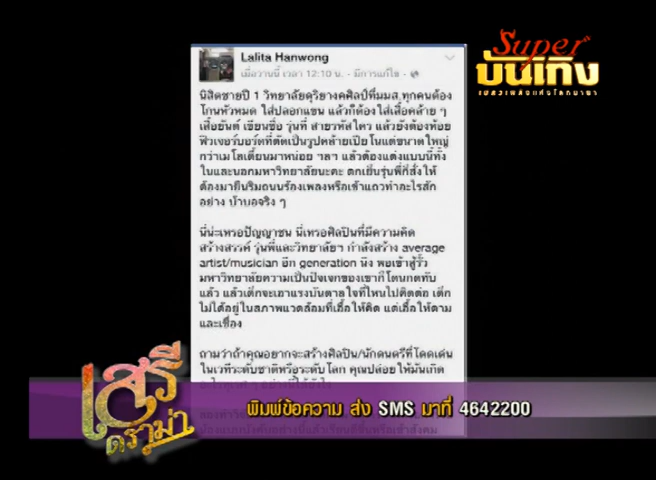 Super
บันเทิง
Lalita Hanwong
เมื่อวานนี้ เวลา 12:10 น. · มีการแก้ไข ·
นิสิตชายปี 1 วิทยาลัยดุริยางคศิลป์ที่มมส.ทุกคนต้อง
โกนหัวหมด ใส่ปลอกแขน แล้วก็ต้องใส่เสื้อคล้าย ๆ
เสื้อยันต์ เขียนชื่อ รุ่นที่ สายรหัสใคร แล้วยังต้องห้อย
ฟิวเจอร์บอร์ดที่ตัดเป็นรูปคล้ายเปียโนแต่ขนาดใหญ่
กว่าเมโลเดี้ยนมาหน่อย ฯลฯ แล้วต้องแต่งแบบนี้ทั้ง
ในและนอกมหาวิทยาลัยนะคะ ตกเย็นรุ่นพี่ก็สั่งให้
ต้องมายืนริมถนนร้องเพลงหรือเข้าแถวทำอะไรสัก
อย่าง บ้าบอจริง ๆ
นี่น่ะเหรอปัญญาชน นี่เหรอศิลปินที่มีความคิด
สร้างสรรค์ รุ่นพี่และวิทยาลัยฯ กำลังสร้าง average
artist/musician อีก generation นึง พอเข้าสู่รั้ว
มหาวิทยาลัยความเป็นปัจเจกของเขาก็โดนกดทับ
แล้ว แล้วเด็กจะเอาแรงบันดาลใจที่ไหนไปคิดต่อ เด็ก
ไม่ได้อยู่ในสภาพแวดล้อมที่เอื้อให้คิด แต่เอื้อให้ตาม
และเชื่อง
ถามว่าถ้าคุณอยากจะสร้างศิลปิน/นักดนตรีที่โดดเด่น
ในเวทีระดับชาติหรือระดับโลก คุณปล่อยให้มันเกิด
เสรี
ดราม่า
พิมพ์ข้อความ ส่ง SMS มาที่ 4642200